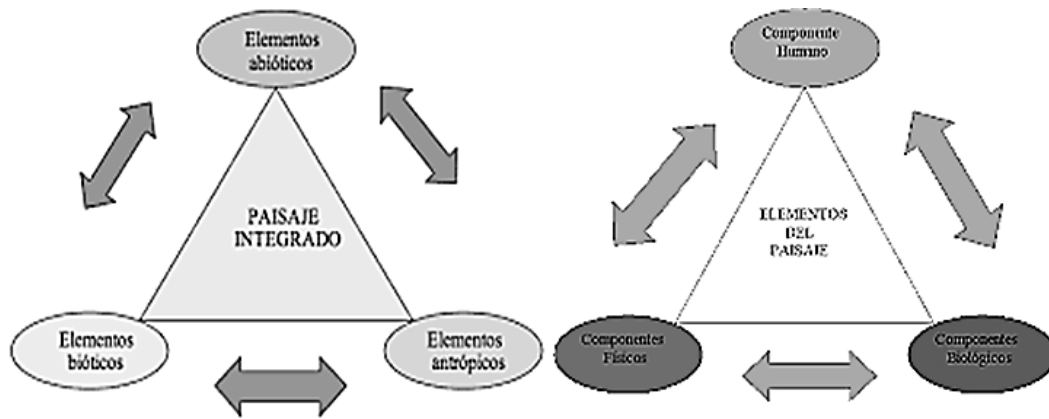 Elementos
abióticos
PAISAJE
INTEGRADO
Elementos
bióticos
Elementos
antrópicos
Componente
Humano
ELEMENTOS
DEL
PAISAJE
Componentes
Físicos
Componentes
Biológicos